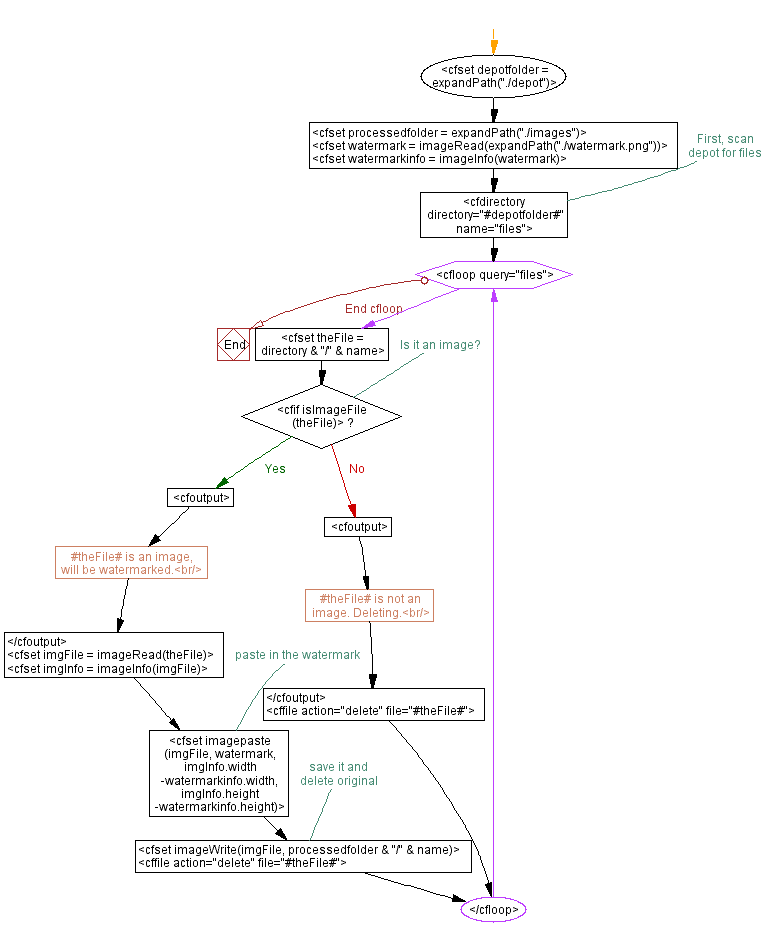 <cfset depotfolder =
expandPath("./depot")>
<cfset processedfolder = expandPath("./images")>
<cfset watermark = imageRead(expandPath("./watermark.png"))>
<cfset watermarkinfo = imageInfo(watermark)>
First, scan
depot for files
<cfdirectory
directory="#depotfolder#"
name="files">
<cfloop query="files">
End cfloop
End
<cfset theFile =
directory & "/" & name>
Is it an image?
<cfif isImageFile
(theFile)> ?
Yes
No
<cfoutput>
<cfoutput>
#theFile# is an image,
will be watermarked.<br/>
#theFile# is not an
image. Deleting.<br/>
</cfoutput>
<cfset imgFile = imageRead(theFile)>
<cfset imgInfo = imageInfo(imgFile)>
paste in the watermark
</cfoutput>
<cffile action="delete" file="#theFile#">
<cfset imagepaste
(imgFile, watermark,
imgInfo.width
-watermarkinfo.width,
imgInfo.height
-watermarkinfo.height)>
save it and
delete original
<cfset imageWrite(imgFile, processedfolder & "/" & name)>
<cffile action="delete" file="#theFile#">
</cfloop>